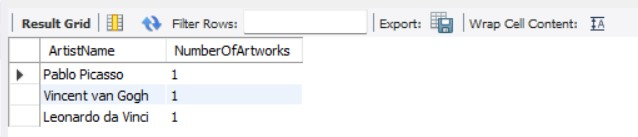 Result Grid Filter Rows: Export: Wrap Cell Content: IA
ArtistName NumberOfArtworks
Pablo Picasso 1
Vincent van Gogh 1
Leonardo da Vinci 1